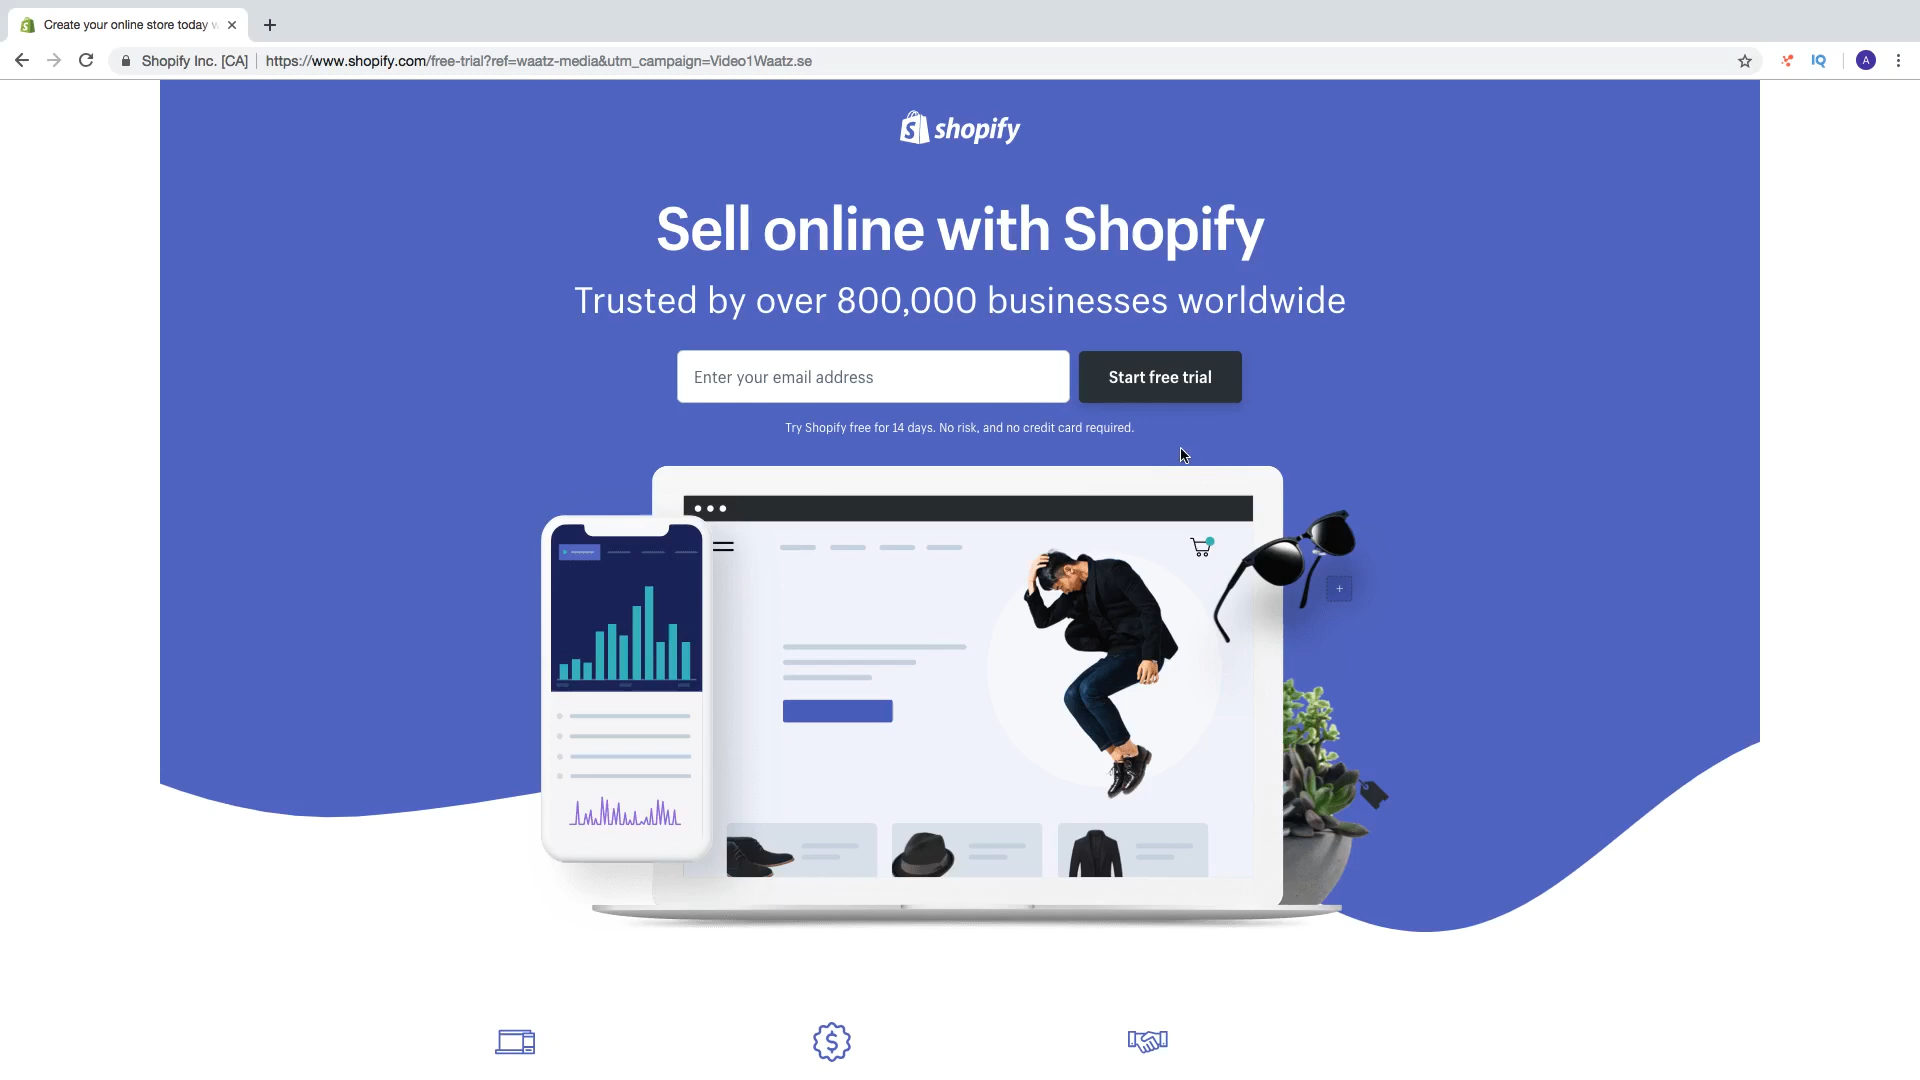 Create your online store today w
Shopify Inc. [CA] https://www.shopify.com/free-trial?ref=waatz-media&utm_campaign=Video1Waatz.se
IQ
A
shopify
Sell online with Shopify
Trusted by over 800,000 businesses worldwide
Enter your email address
Start free trial
Try Shopify free for 14 days. No risk, and no credit card required.